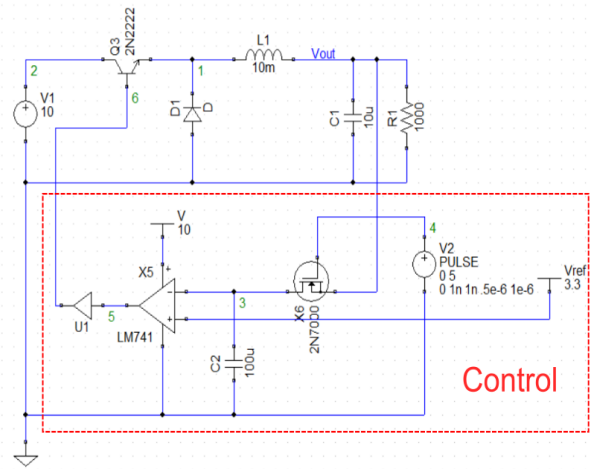 Q3
2N2222
L1
10m
Vout
2
1
6
V1
10
D1
D
C1
10u
R1
1000
V
10
4
V2
PULSE
0 5
0 1n 1n .5e-6 1e-6
Vref
3.3
X5
+
−
+
3
X6
2N7000
U1
5
LM741
C2
100u
Control